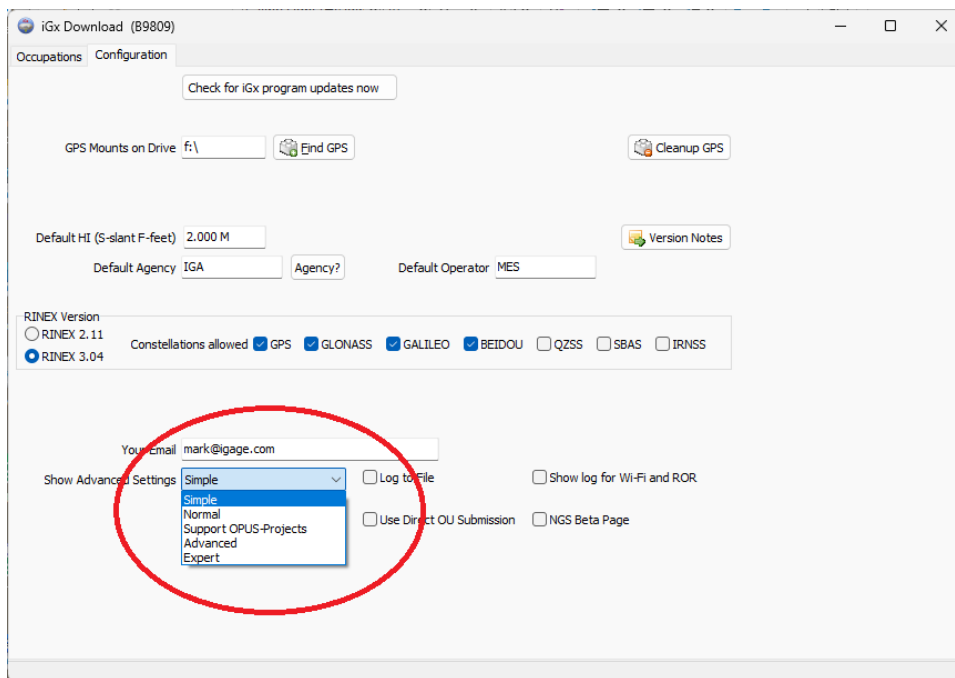 iGx Download (B9809)
Occupations Configuration
Check for iGx program updates now
GPS Mounts on Drive f:\ Find GPS Cleanup GPS
Default HI (S-slant F-feet) 2.000 M Version Notes
Default Agency IGA Agency? Default Operator MES
RINEX Version
RINEX 2.11
RINEX 3.04
Constellations allowed GPS GLONASS GALILEO BEIDOU QZSS SBAS IRNSS
Your Email mark@igage.com
Show Advanced Settings Simple Log to File Show log for Wi-Fi and ROR
Simple
Normal
Support OPUS-Projects
Advanced
Expert
Use Direct OU Submission NGS Beta Page